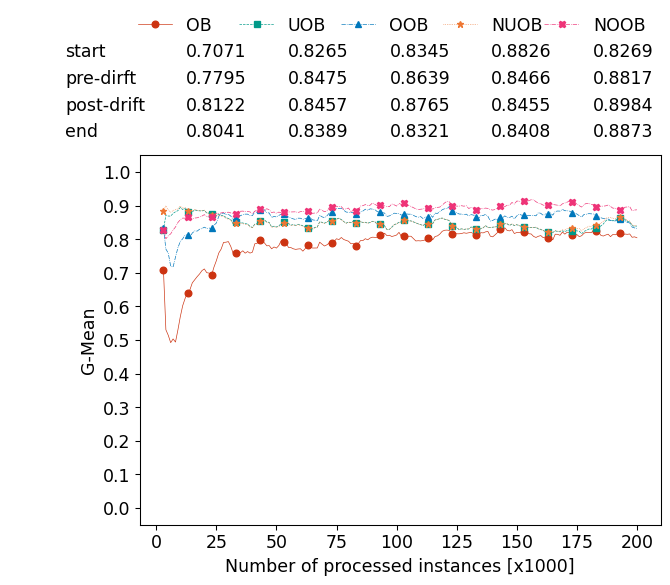 OB UOB OOB NUOB NOOB
start 0.7071 0.8265 0.8345 0.8826 0.8269
pre-dirft 0.7795 0.8475 0.8639 0.8466 0.8817
post-drift 0.8122 0.8457 0.8765 0.8455 0.8984
end 0.8041 0.8389 0.8321 0.8408 0.8873
1.0
0.9
0.8
0.7
0.6
0.5
0.4
0.3
0.2
0.1
0.0
G-Mean
0 25 50 75 100 125 150 175 200
Number of processed instances [x1000]